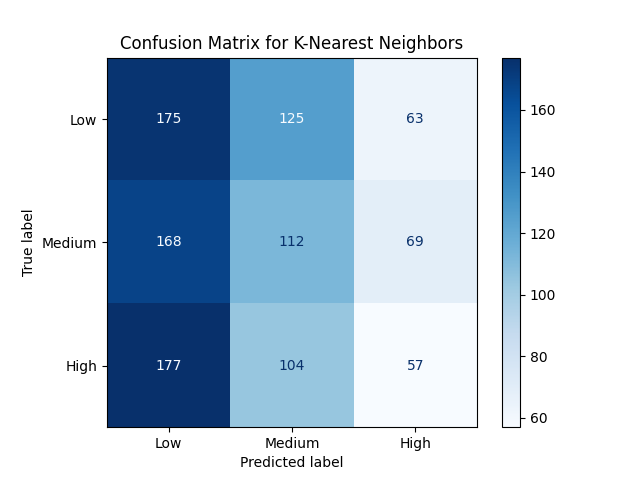 Confusion Matrix for K-Nearest Neighbors
True label
Low 175 125 63
Medium 168 112 69
High 177 104 57
Low Medium High
Predicted label
160
140
120
100
80
60